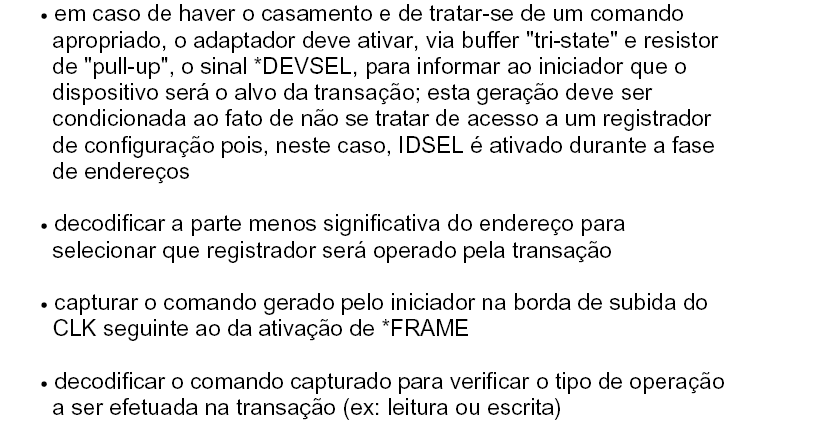 • em caso de haver o casamento e de tratar-se de um comando
apropriado, o adaptador deve ativar, via buffer "tri-state" e resistor
de "pull-up", o sinal *DEVSEL, para informar ao iniciador que o
dispositivo será o alvo da transação; esta geração deve ser
condicionada ao fato de não se tratar de acesso a um registrador
de configuração pois, neste caso, IDSEL é ativado durante a fase
de endereços
• decodificar a parte menos significativa do endereço para
selecionar que registrador será operado pela transação
• capturar o comando gerado pelo iniciador na borda de subida do
CLK seguinte ao da ativação de *FRAME
• decodificar o comando capturado para verificar o tipo de operação
a ser efetuada na transação (ex: leitura ou escrita)